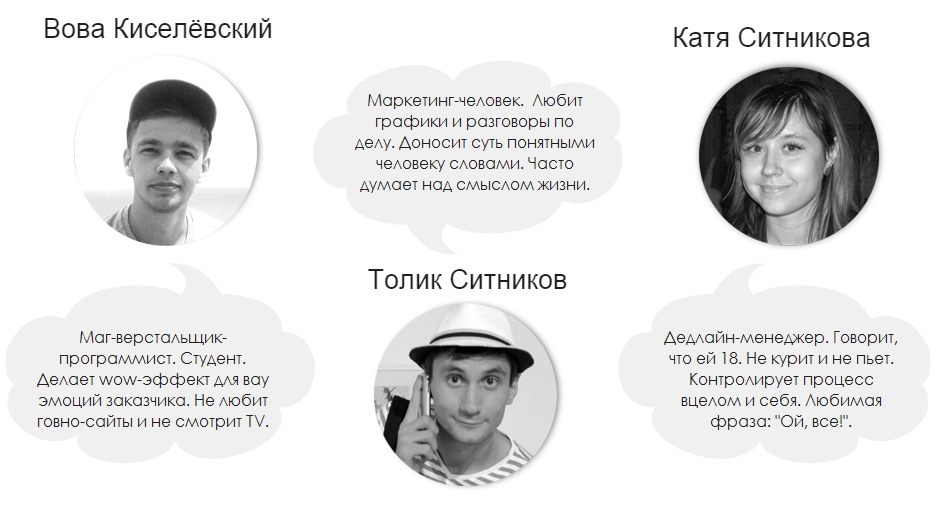 Вова Киселёвский
Катя Ситникова
Маркетинг-человек. Любит
графики и разговоры по
делу. Доносит суть понятными
человеку словами. Часто
думает над смыслом жизни.
Толик Ситников
Маг-верстальщик-
программист. Студент.
Делает wow-эффект для вау
эмоций заказчика. Не любит
говно-сайты и не смотрит TV.
Дедлайн-менеджер. Говорит,
что ей 18. Не курит и не пьет.
Контролирует процесс
вцелом и себя. Любимая
фраза: "Ой, все!".